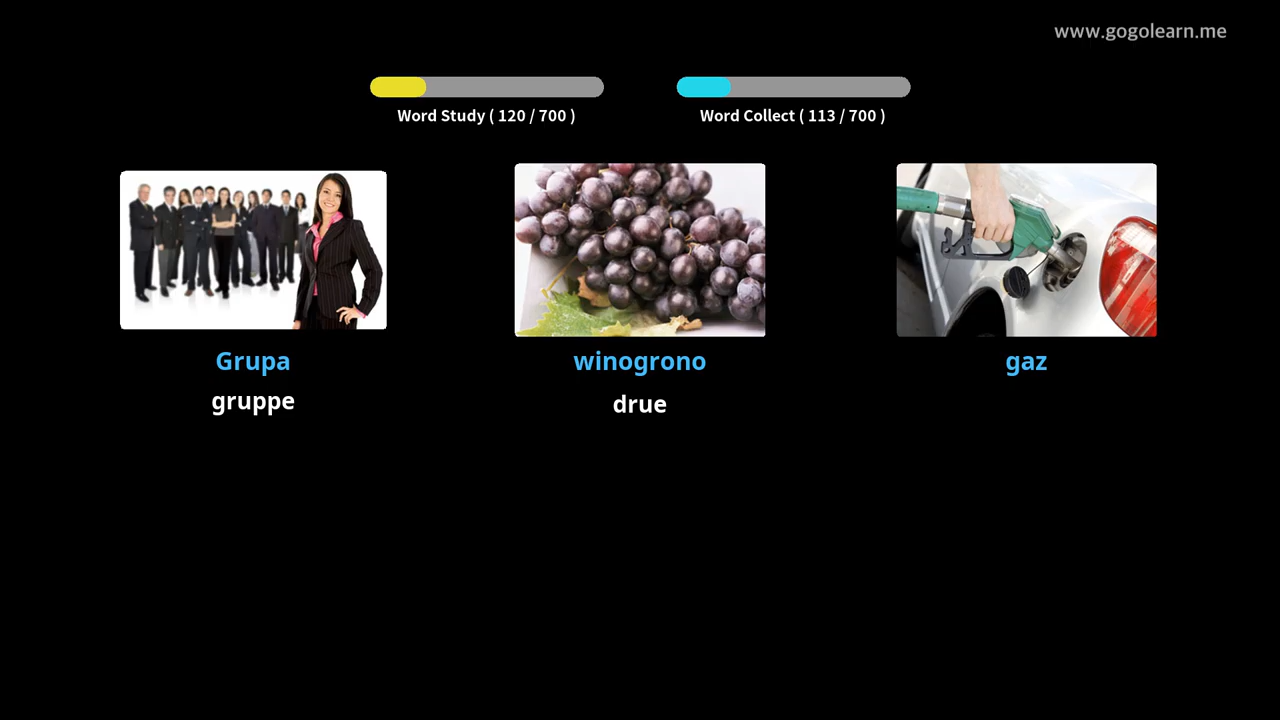 www.gogolearn.me
Word Study ( 120 / 700 )
Word Collect ( 113 / 700 )
Grupa
gruppe
winogrono
drue
gaz